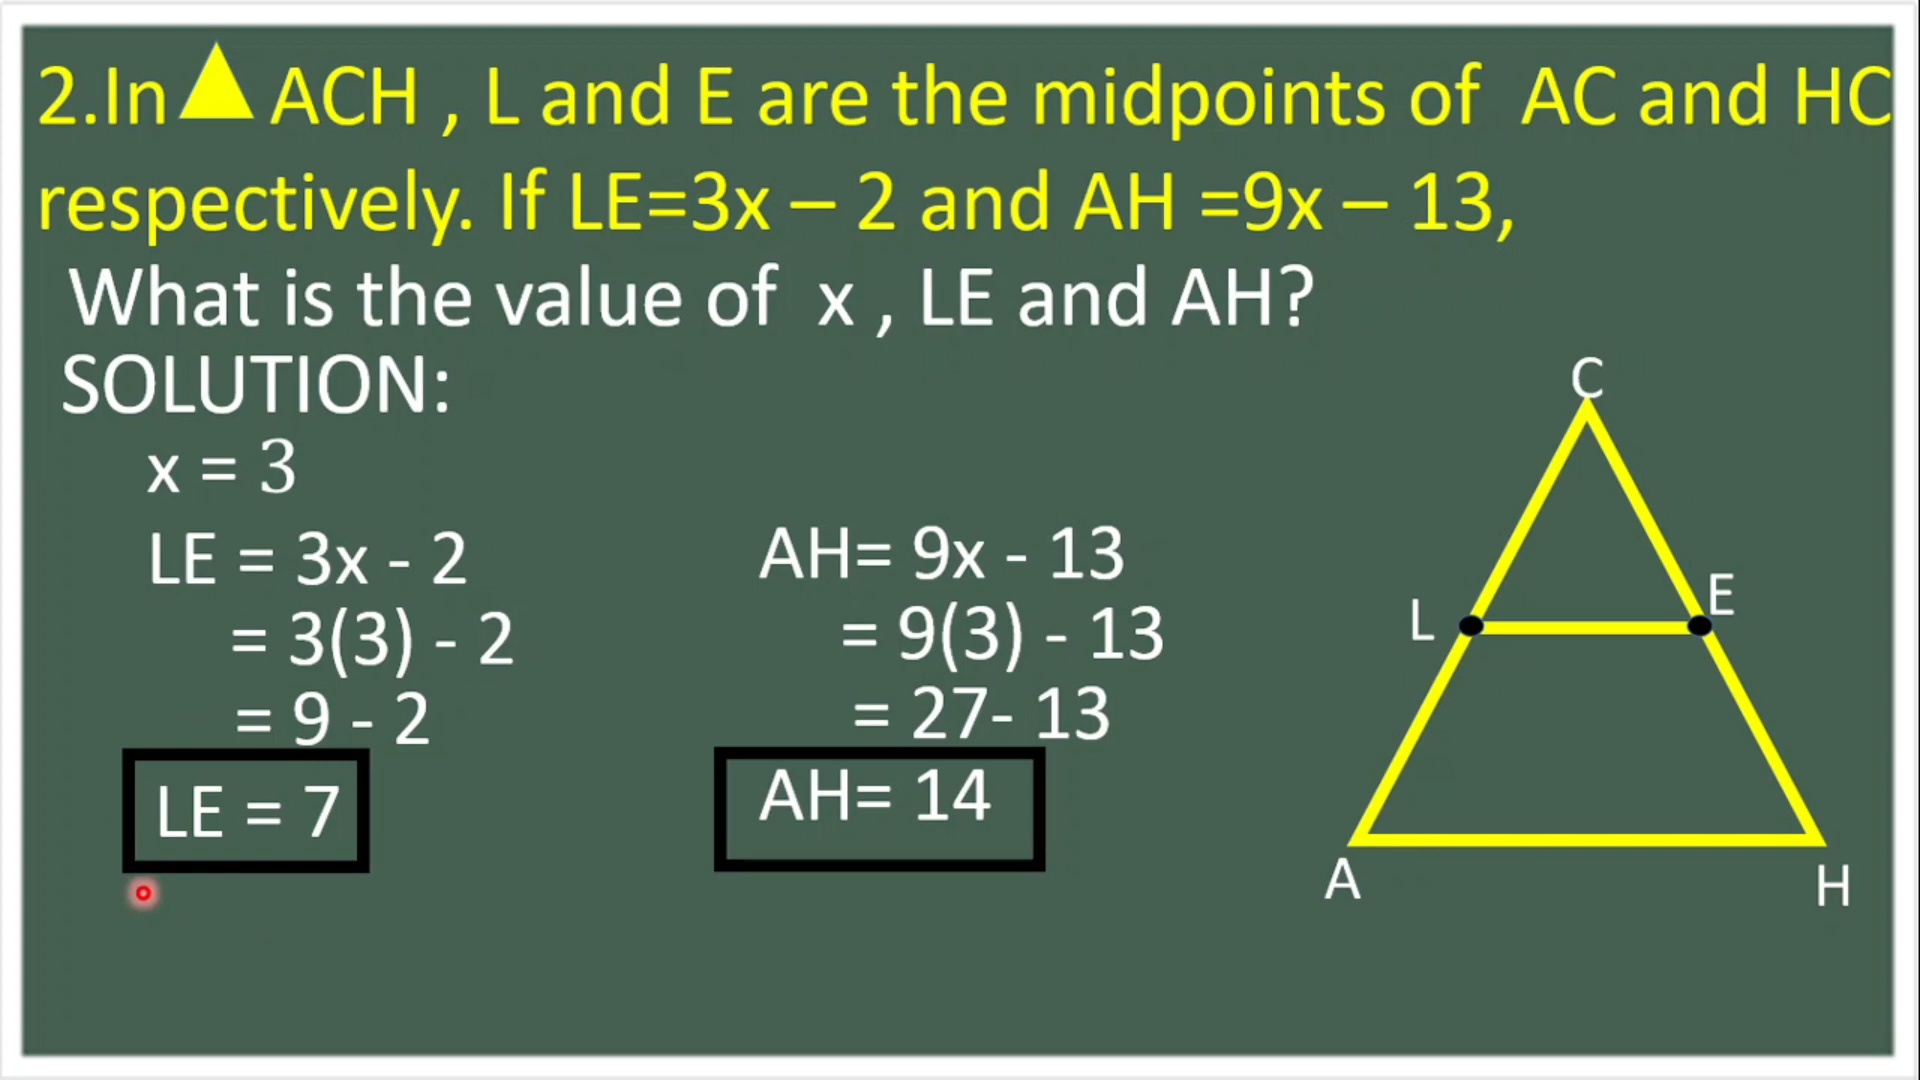 2.In ACH , L and E are the midpoints of AC and HC
respectively. If LE=3x – 2 and AH =9x – 13,
What is the value of x , LE and AH?
SOLUTION:
x = 3
LE = 3x - 2
= 3(3) - 2
= 9 - 2
LE = 7
AH= 9x - 13
= 9(3) - 13
= 27- 13
AH= 14
C
L
E
A
H